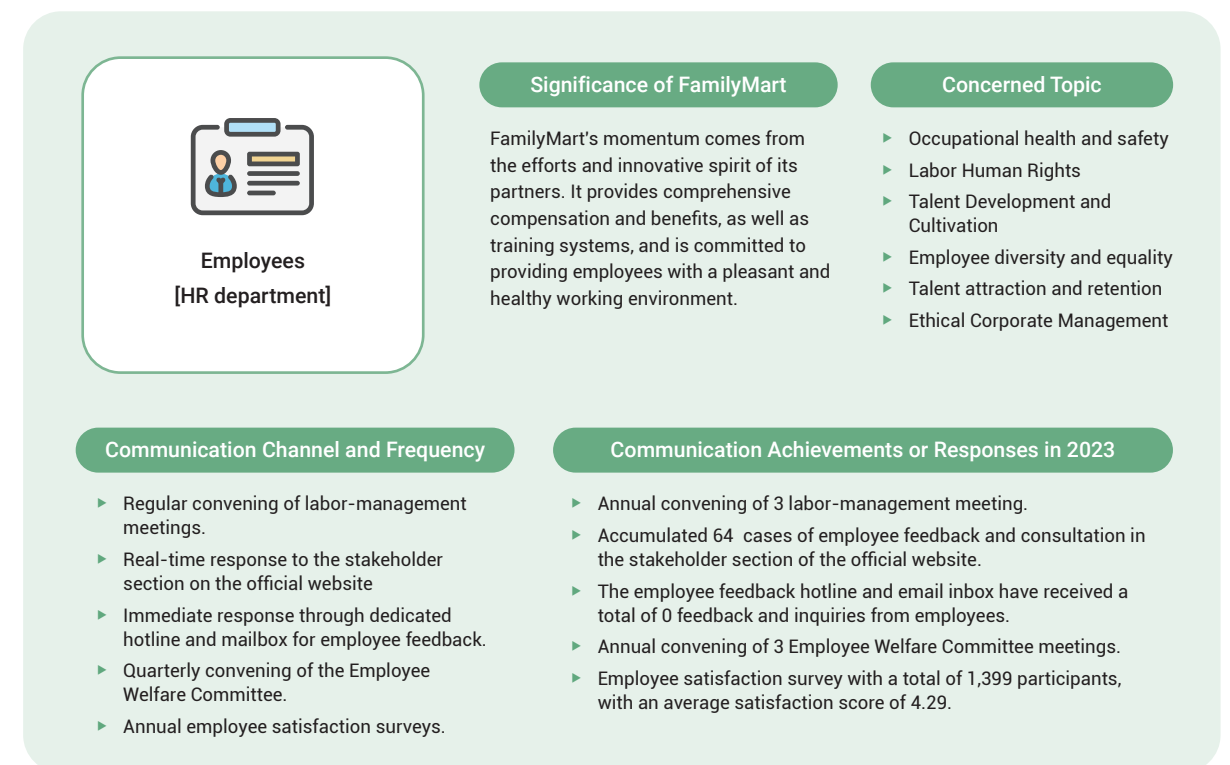 Employees
[HR department]
Significance of FamilyMart
FamilyMart's momentum comes from
the efforts and innovative spirit of its
partners. It provides comprehensive
compensation and benefits, as well as
training systems, and is committed to
providing employees with a pleasant and
healthy working environment.
Concerned Topic
Occupational health and safety
Labor Human Rights
Talent Development and
Cultivation
Employee diversity and equality
Talent attraction and retention
Ethical Corporate Management
Communication Channel and Frequency
Regular convening of labor-management
meetings.
Real-time response to the stakeholder
section on the official website
Immediate response through dedicated
hotline and mailbox for employee feedback.
Quarterly convening of the Employee
Welfare Committee.
Annual employee satisfaction surveys.
Communication Achievements or Responses in 2023
Annual convening of 3 labor-management meeting.
Accumulated 64  cases of employee feedback and consultation in
the stakeholder section of the official website.
The employee feedback hotline and email inbox have received a
total of 0 feedback and inquiries from employees.
Annual convening of 3 Employee Welfare Committee meetings.
Employee satisfaction survey with a total of 1,399 participants,
with an average satisfaction score of 4.29.